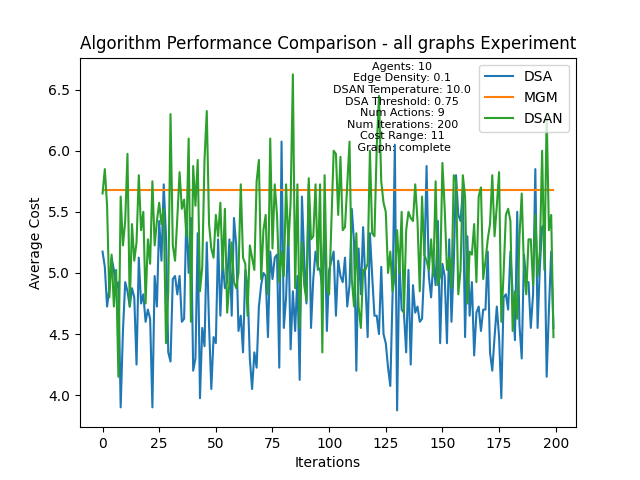 Algorithm Performance Comparison - all graphs Experiment
Agents: 10
Edge Density: 0.1
DSAN Temperature: 10.0
DSA Threshold: 0.75
Num Actions: 9
Num Iterations: 200
Cost Range: 11
Graph: complete
DSA
MGM
DSAN
Average Cost
6.5
6.0
5.5
5.0
4.5
4.0
0 25 50 75 100 125 150 175 200
Iterations